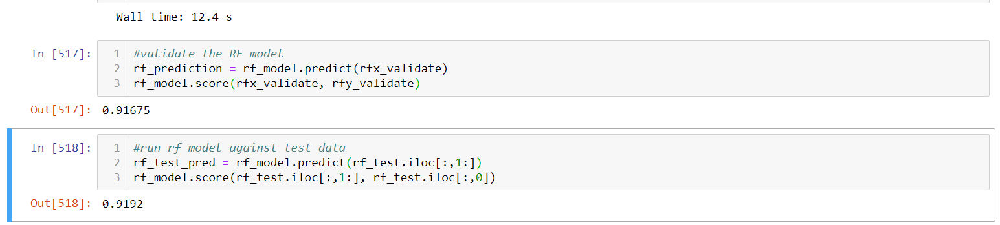 Wall time: 12.4 s
In [517]:
1 #validate the RF model
2 rf_prediction = rf_model.predict(rfx_validate)
3 rf_model.score(rfx_validate, rfy_validate)
Out[517]: 0.91675
In [518]:
1 #run rf model against test data
2 rf_test_pred = rf_model.predict(rf_test.iloc[:,1:])
3 rf_model.score(rf_test.iloc[:,1:], rf_test.iloc[:,0])
Out[518]: 0.9192